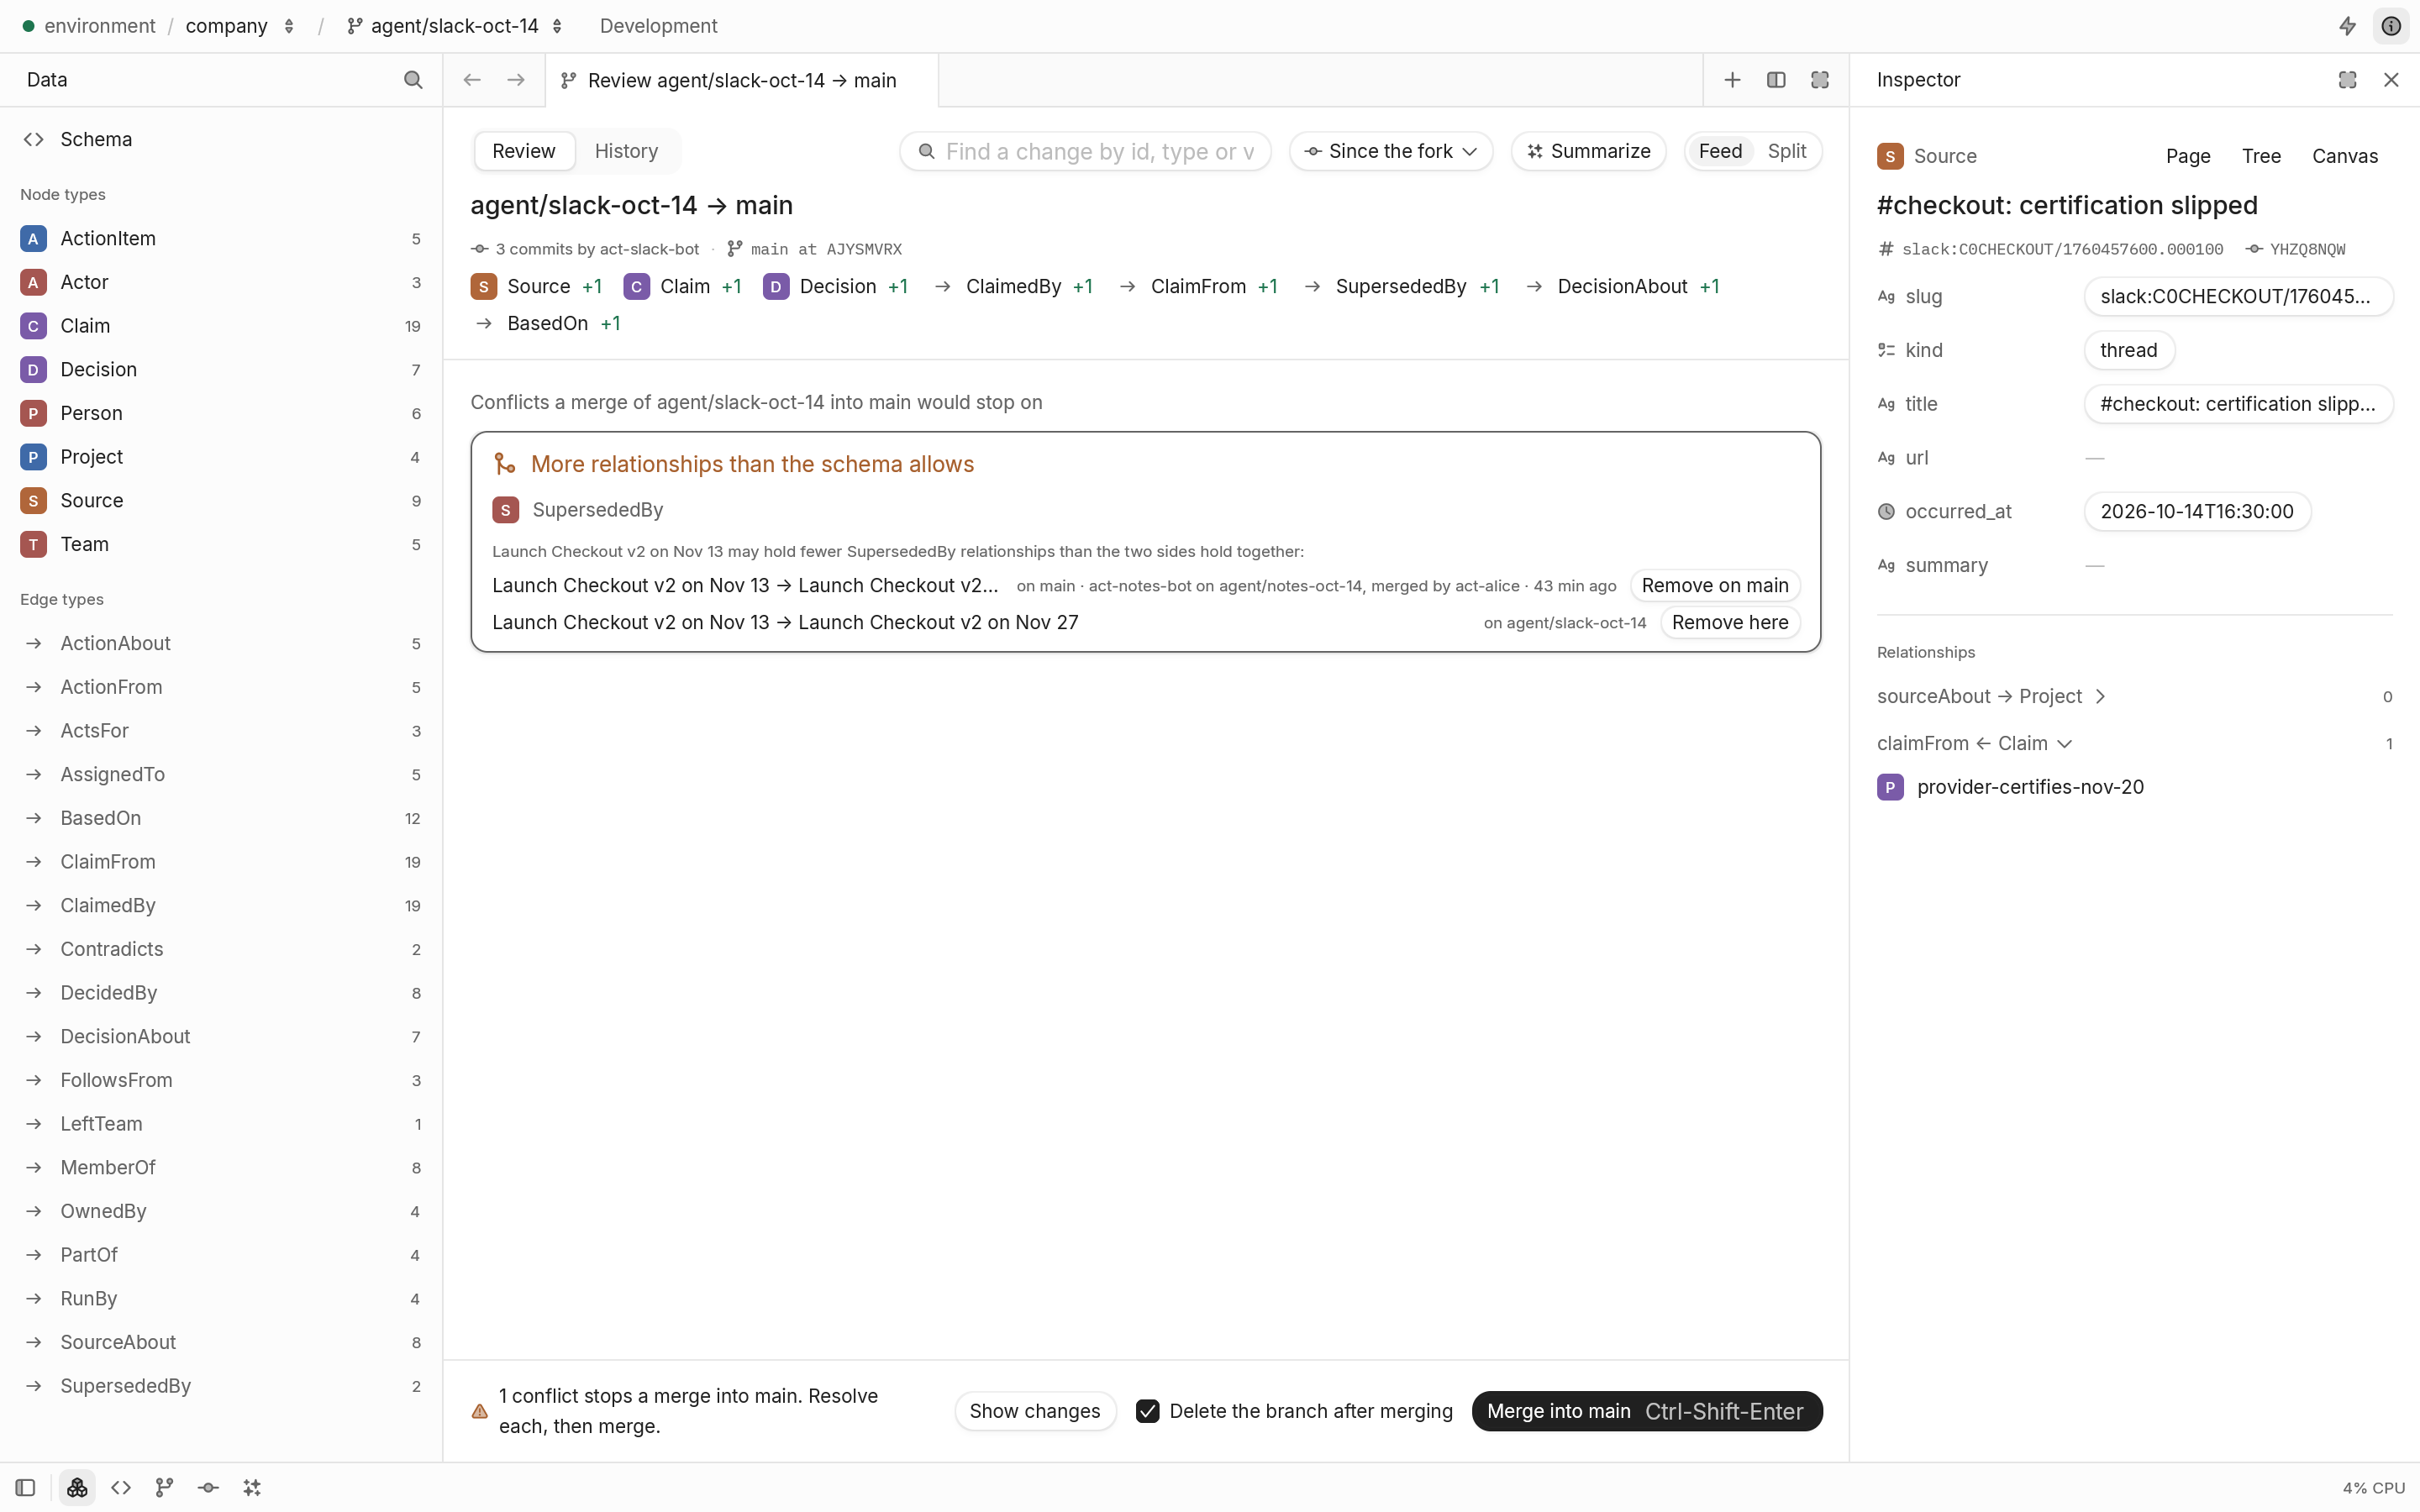 environment / company / agent/slack-oct-14 Development
Data
Review agent/slack-oct-14 → main
Inspector
Schema
Node types
A ActionItem 5
A Actor 3
C Claim 19
D Decision 7
P Person 6
P Project 4
S Source 9
T Team 5
Edge types
→ ActionAbout 5
→ ActionFrom 5
→ ActsFor 3
→ AssignedTo 5
→ BasedOn 12
→ ClaimFrom 19
→ ClaimedBy 19
→ Contradicts 2
→ DecidedBy 8
→ DecisionAbout 7
→ FollowsFrom 3
→ LeftTeam 1
→ MemberOf 8
→ OwnedBy 4
→ PartOf 4
→ RunBy 4
→ SourceAbout 8
→ SupersededBy 2
Review History
Find a change by id, type or v
Since the fork
Summarize
Feed Split
agent/slack-oct-14 → main
3 commits by act-slack-bot · main at AJYSMVRX
S Source +1 C Claim +1 D Decision +1 → ClaimedBy +1 → ClaimFrom +1 → SupersededBy +1 → DecisionAbout +1
→ BasedOn +1
Conflicts a merge of agent/slack-oct-14 into main would stop on
More relationships than the schema allows
S SupersededBy
Launch Checkout v2 on Nov 13 may hold fewer SupersededBy relationships than the two sides hold together:
Launch Checkout v2 on Nov 13 → Launch Checkout v2... on main · act-notes-bot on agent/notes-oct-14, merged by act-alice · 43 min ago Remove on main
Launch Checkout v2 on Nov 13 → Launch Checkout v2 on Nov 27 on agent/slack-oct-14 Remove here
1 conflict stops a merge into main. Resolve
each, then merge.
Show changes
Delete the branch after merging
Merge into main Ctrl-Shift-Enter
S Source Page Tree Canvas
#checkout: certification slipped
# slack:C0CHECKOUT/1760457600.000100 YHZQ8NQW
Ag slug slack:C0CHECKOUT/176045...
kind thread
Ag title #checkout: certification slipp...
Ag url —
occurred_at 2026-10-14T16:30:00
Ag summary —
Relationships
sourceAbout → Project 0
claimFrom ← Claim 1
P provider-certifies-nov-20
4% CPU